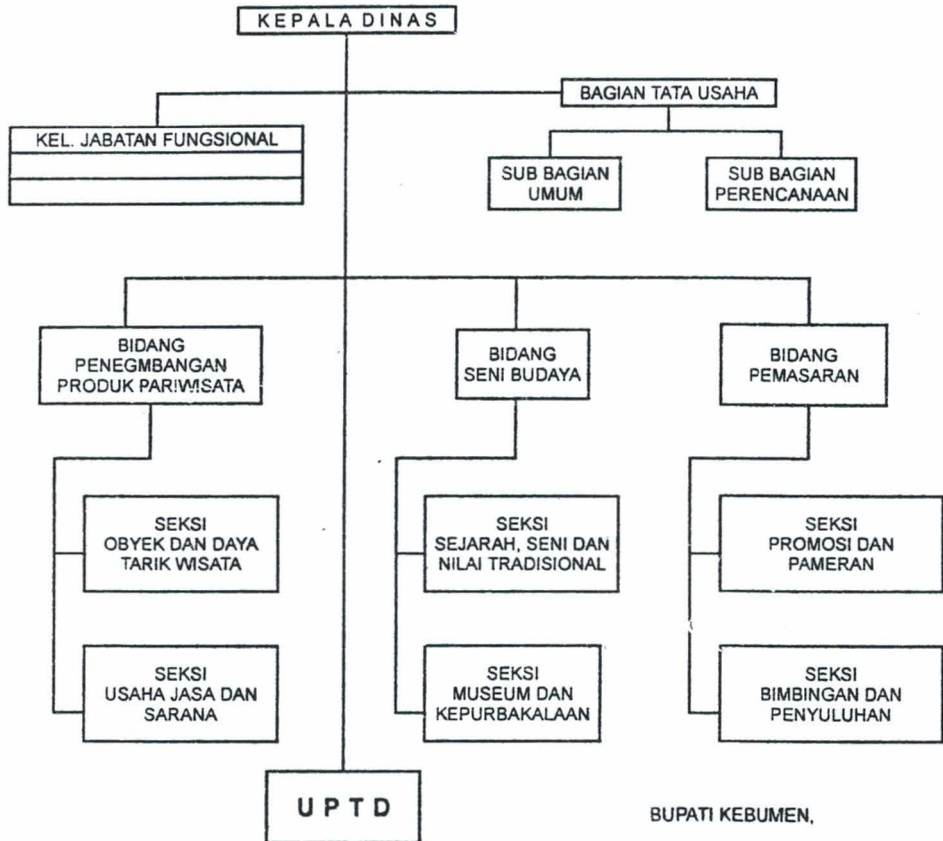 KEPALA DINAS
BAGIAN TATA USAHA
KEL. JABATAN FUNGSIONAL
SUB BAGIAN
UMUM
SUB BAGIAN
PERENCANAAN
BIDANG
PENEGMBANGAN
PRODUK PARIWISATA
BIDANG
SENI BUDAYA
BIDANG
PEMASARAN
SEKSI
OBYEK DAN DAYA
TARIK WISATA
SEKSI
SEJARAH, SENI DAN
NILAI TRADISIONAL
SEKSI
PROMOSI DAN
PAMERAN
SEKSI
USAHA JASA DAN
SARANA
SEKSI
MUSEUM DAN
KEPURBAKALAAN
SEKSI
BIMBINGAN DAN
PENYULUHAN
UPTD
BUPATI KEBUMEN,